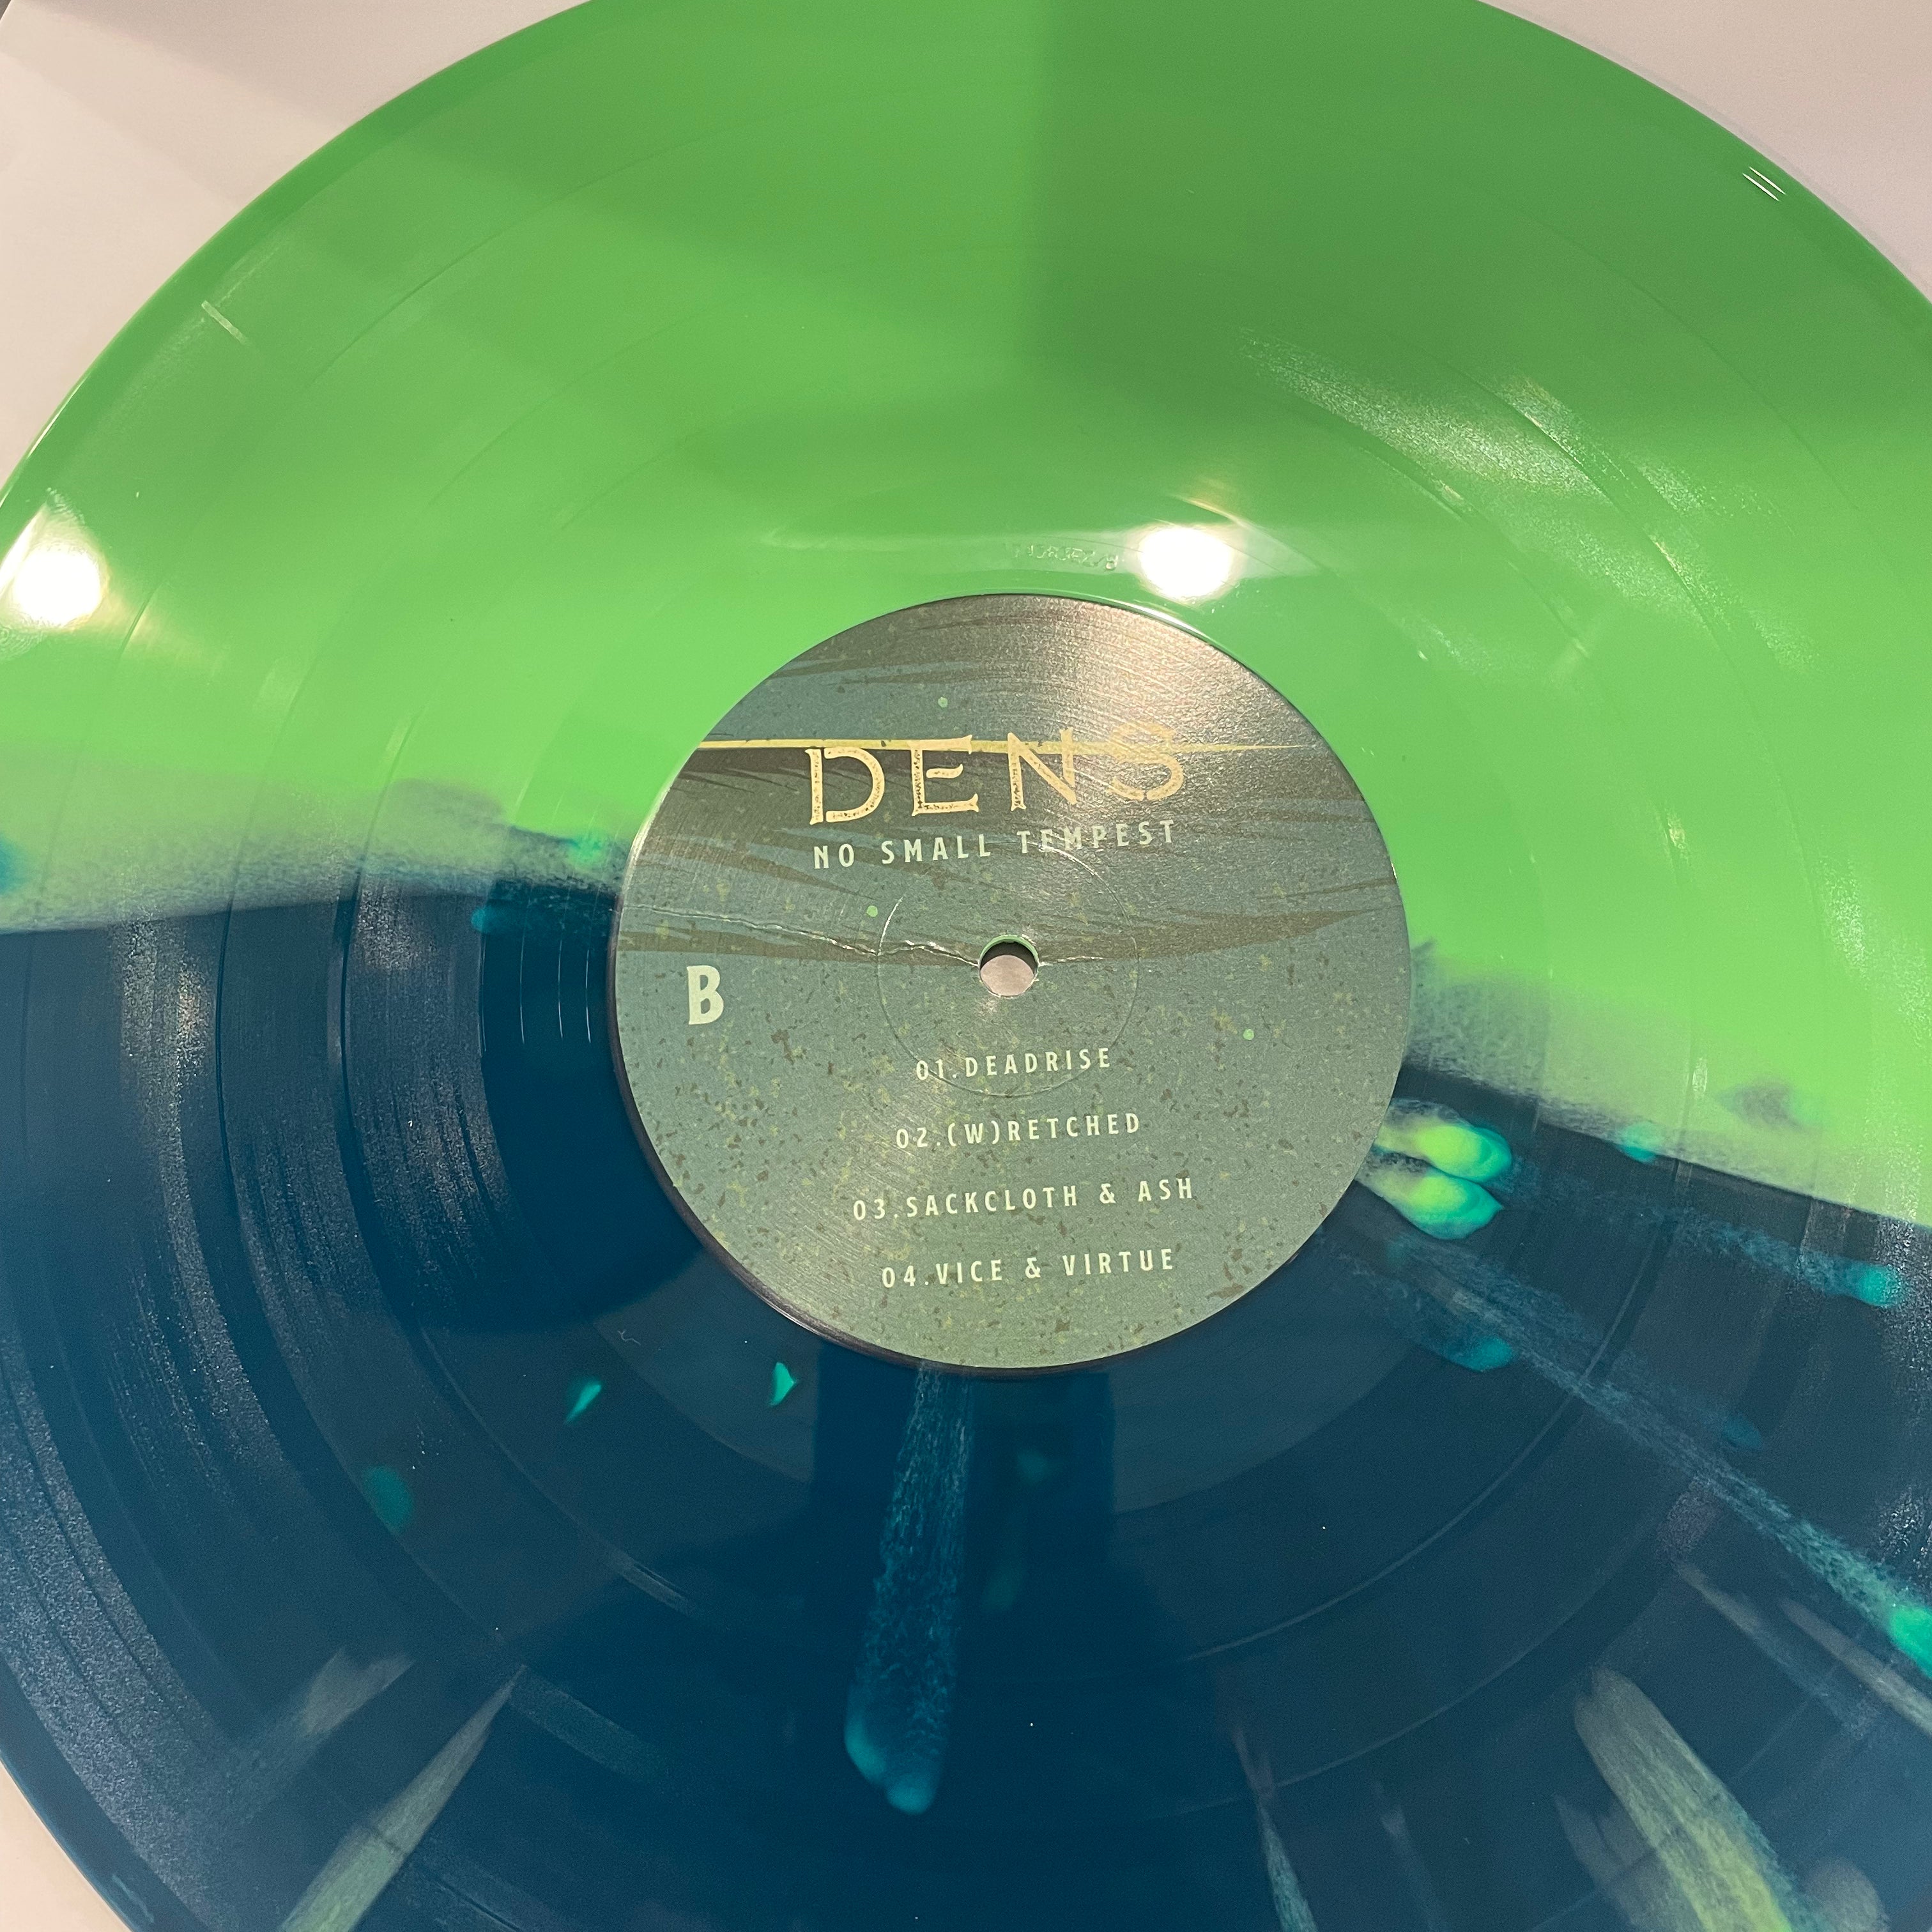 DENS
NO SMALL TEMPEST
B
01.DEADRISE
02.(W)RETCHED
03.SACKCLOTH & ASH
04.VICE & VIRTUE